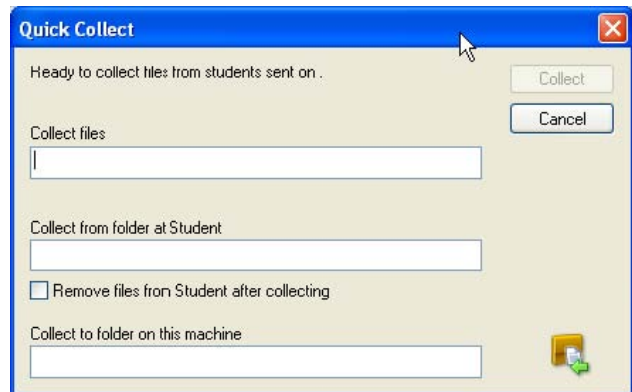 Quick Collect
Ready to collect files from students sent on .
Collect
Cancel
Collect files
Collect from folder at Student
Remove files from Student after collecting
Collect to folder on this machine